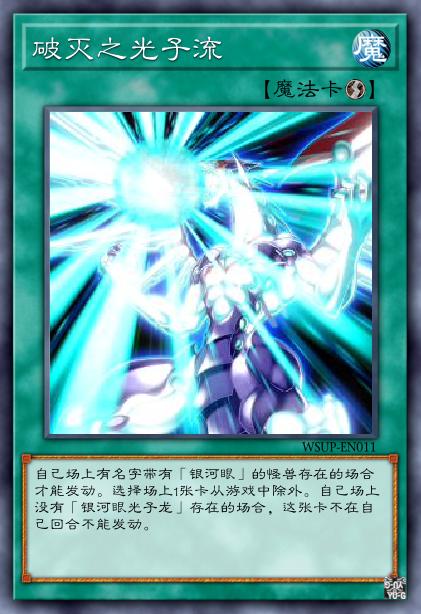 破灭之光子流
魔
【魔法卡】
WSUP-EN011
自己场上有名字带有「银河眼」的怪兽存在的场合
才能发动。选择场上1张卡从游戏中除外。自己场上
没有「银河眼光子龙」存在的场合，这张卡不在自
己回合不能发动。